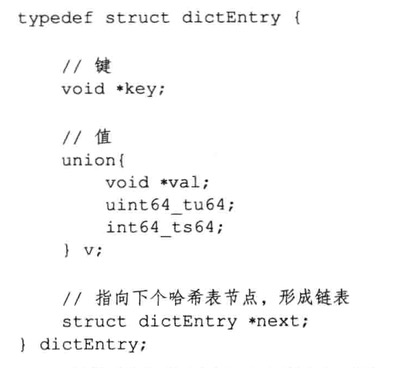 typedef struct dictEntry {
// 键
void *key;
// 值
union{
void *val;
uint64_tu64;
int64_ts64;
} v;
// 指向下个哈希表节点，形成链表
struct dictEntry *next;
} dictEntry;